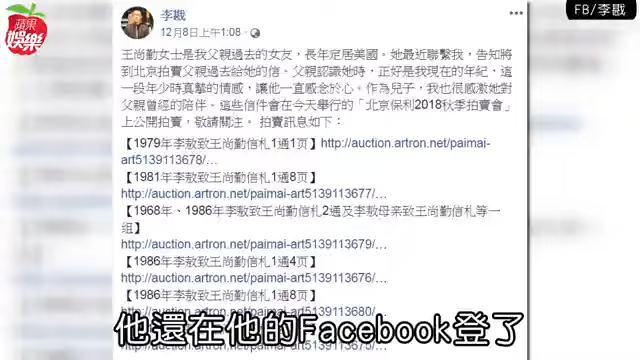 蘋果
娛樂
FB/李戡
李戡
12月8日上午1:08
王尚勤女士是我父親過去的女友，長年定居美國。她最近聯繫我，告知將
到北京拍賣父親過去給她的信。父親認識她時，正好是我現在的年紀，這
一段年少時真摯的情感，讓他一直感念於心。作為兒子，我也很感激她對
父親曾經的陪伴。這些信件會在今天舉行的「北京保利2018秋季拍賣會」
上公開拍賣，敬請關注。 拍賣訊息如下：
【1979年李敖致王尚勤信札1通1页】http://auction.artron.net/paimai-
art5139113678/…
【1981年李敖致王尚勤信札1通8页】
http://auction.artron.net/paimai-art5139113677/…
【1968年、1986年李敖致王尚勤信札2通及李敖母亲致王尚勤信札等一
组】
http://auction.artron.net/paimai-art5139113679/…
【1986年李敖致王尚勤信札1通4页】
http://auction.artron.net/paimai-art5139113676/…
【1986年李敖致王尚勤信札1通8页】
http://auction.artron.net/paimai-art5139113680/…
他還在他的Facebook登了